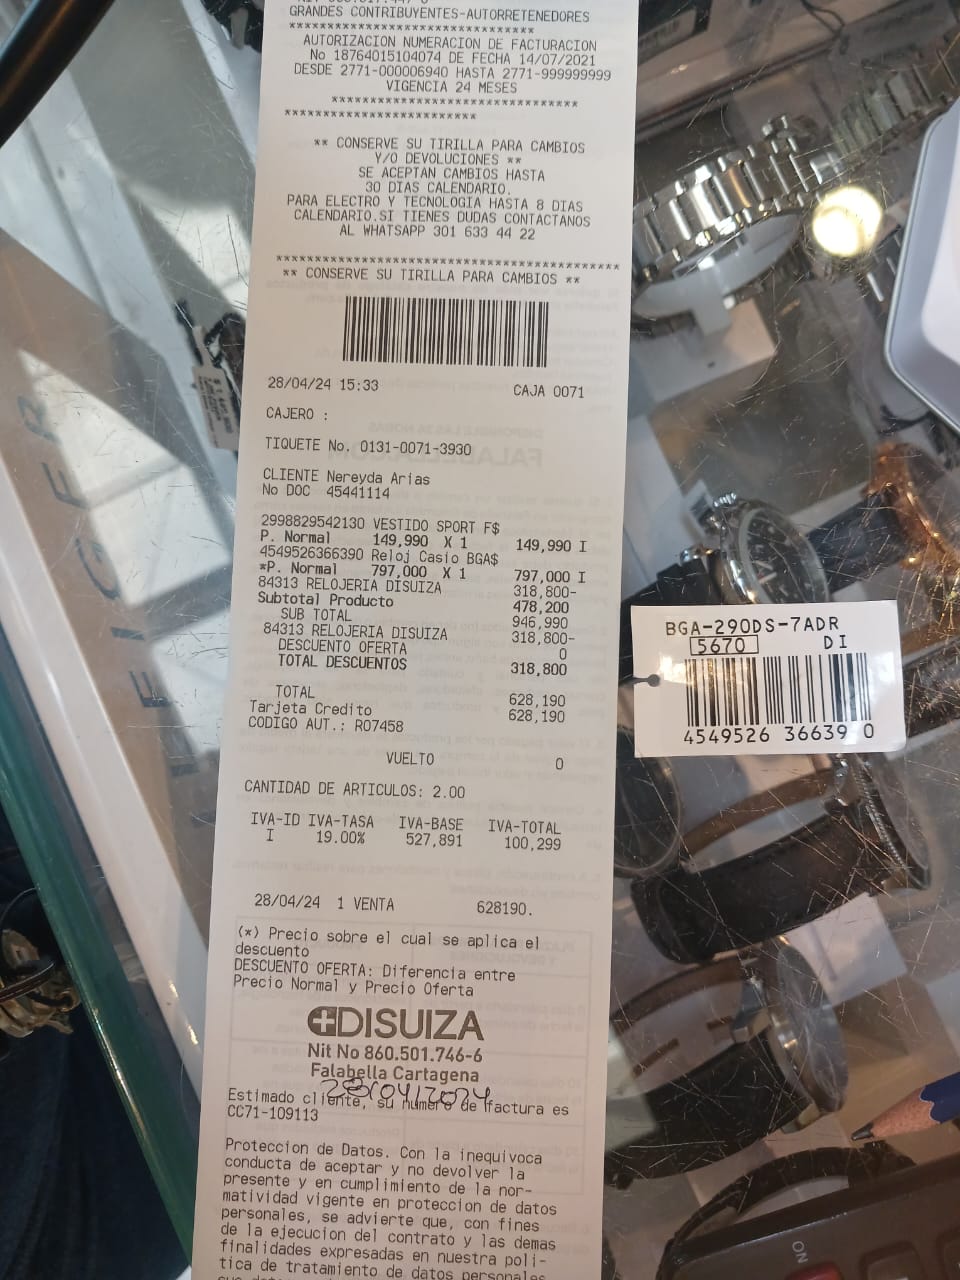 GRANDES CONTRIBUYENTES-AUTORRETENEDORES
*******************************
AUTORIZACION NUMERACION DE FACTURACION
No 18764015104074 DE FECHA 14/07/2021
DESDE 2771-000006940 HASTA 2771-999999999
VIGENCIA 24 MESES
*******************************
************************
** CONSERVE SU TIRILLA PARA CAMBIOS
Y/O DEVOLUCIONES **
SE ACEPTAN CAMBIOS HASTA
30 DIAS CALENDARIO.
PARA ELECTRO Y TECNOLOGIA HASTA 8 DIAS
CALENDARIO.SI TIENES DUDAS CONTACTANOS
AL WHATSAPP 301 633 44 22
*******************************************
** CONSERVE SU TIRILLA PARA CAMBIOS **
28/04/24 15:33 CAJA 0071
CAJERO :
TIQUETE No. 0131-0071-3930
CLIENTE Nereyda Arias
No DOC 45441114
2998829542130 VESTIDO SPORT F$
P. Normal 149,990 X 1 149,990 I
4549526366390 Reloj Casio BGA$
*P. Normal 797,000 X 1 797,000 I
84313 RELOJERIA DISUIZA 318,800-
Subtotal Producto 478,200
SUB TOTAL 946,990
84313 RELOJERIA DISUIZA 318,800-
DESCUENTO OFERTA 0
TOTAL DESCUENTOS 318,800
TOTAL 628,190
Tarjeta Credito 628,190
CODIGO AUT.: R07458
VUELTO 0
CANTIDAD DE ARTICULOS: 2.00
IVA-ID IVA-TASA IVA-BASE IVA-TOTAL
I 19.00% 527,891 100,299
28/04/24 1 VENTA 628190.
(*) Precio sobre el cual se aplica el
descuento
DESCUENTO OFERTA: Diferencia entre
Precio Normal y Precio Oferta
DISUIZA
Nit No 860.501.746-6
Falabella Cartagena
28/04/2024
Estimado cliente, su numero de factura es
CC71-109113
Proteccion de Datos. Con la inequivoca
conducta de aceptar y no devolver la
presente y en cumplimiento de la nor-
matividad vigente en proteccion de datos
personales, se advierte que, con fines
de la ejecucion del contrato y las demas
finalidades expresadas en nuestra poli-
tica de tratamiento de datos personales
BGA-290DS-7ADR
5670 DI
4549526 36639 0
ON